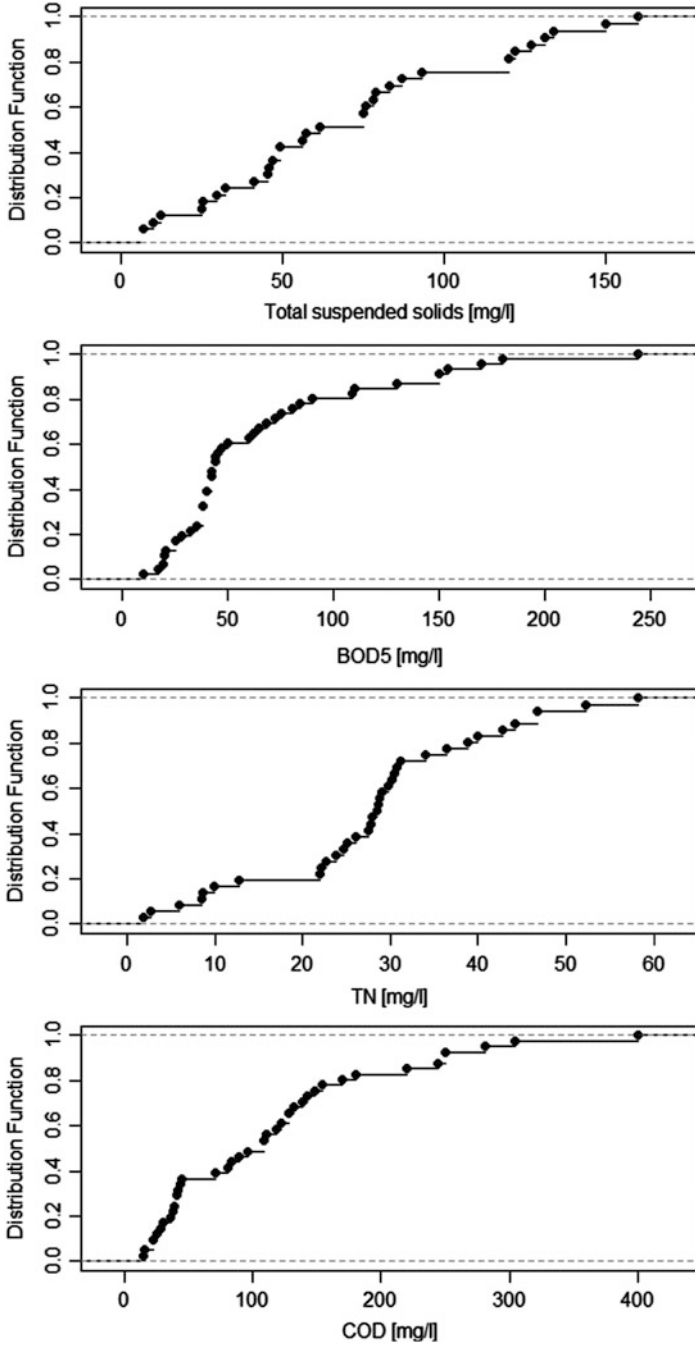 Distribution Function
0.0 0.2 0.4 0.6 0.8 1.0
0 50 100 150
Total suspended solids [mg/l]
Distribution Function
0.0 0.2 0.4 0.6 0.8 1.0
0 50 100 150 200 250
BOD5 [mg/l]
Distribution Function
0.0 0.2 0.4 0.6 0.8 1.0
0 10 20 30 40 50 60
TN [mg/l]
Distribution Function
0.0 0.2 0.4 0.6 0.8 1.0
0 100 200 300 400
COD [mg/l]